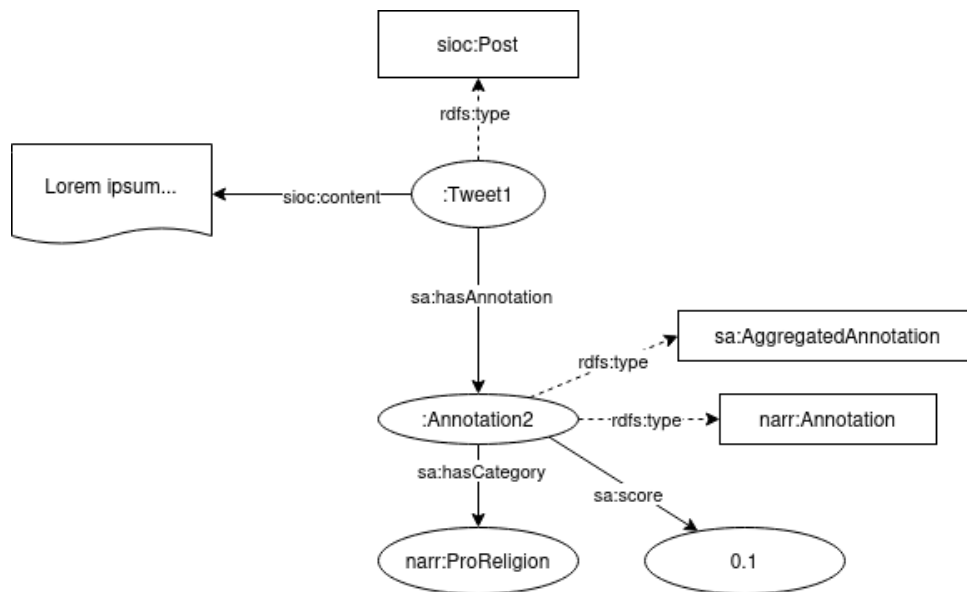 sioc:Post
rdfs:type
Lorem ipsum...
sioc:content
:Tweet1
sa:hasAnnotation
sa:AggregatedAnnotation
rdfs:type
:Annotation2
rdfs:type
narr:Annotation
sa:hasCategory
sa:score
narr:ProReligion
0.1